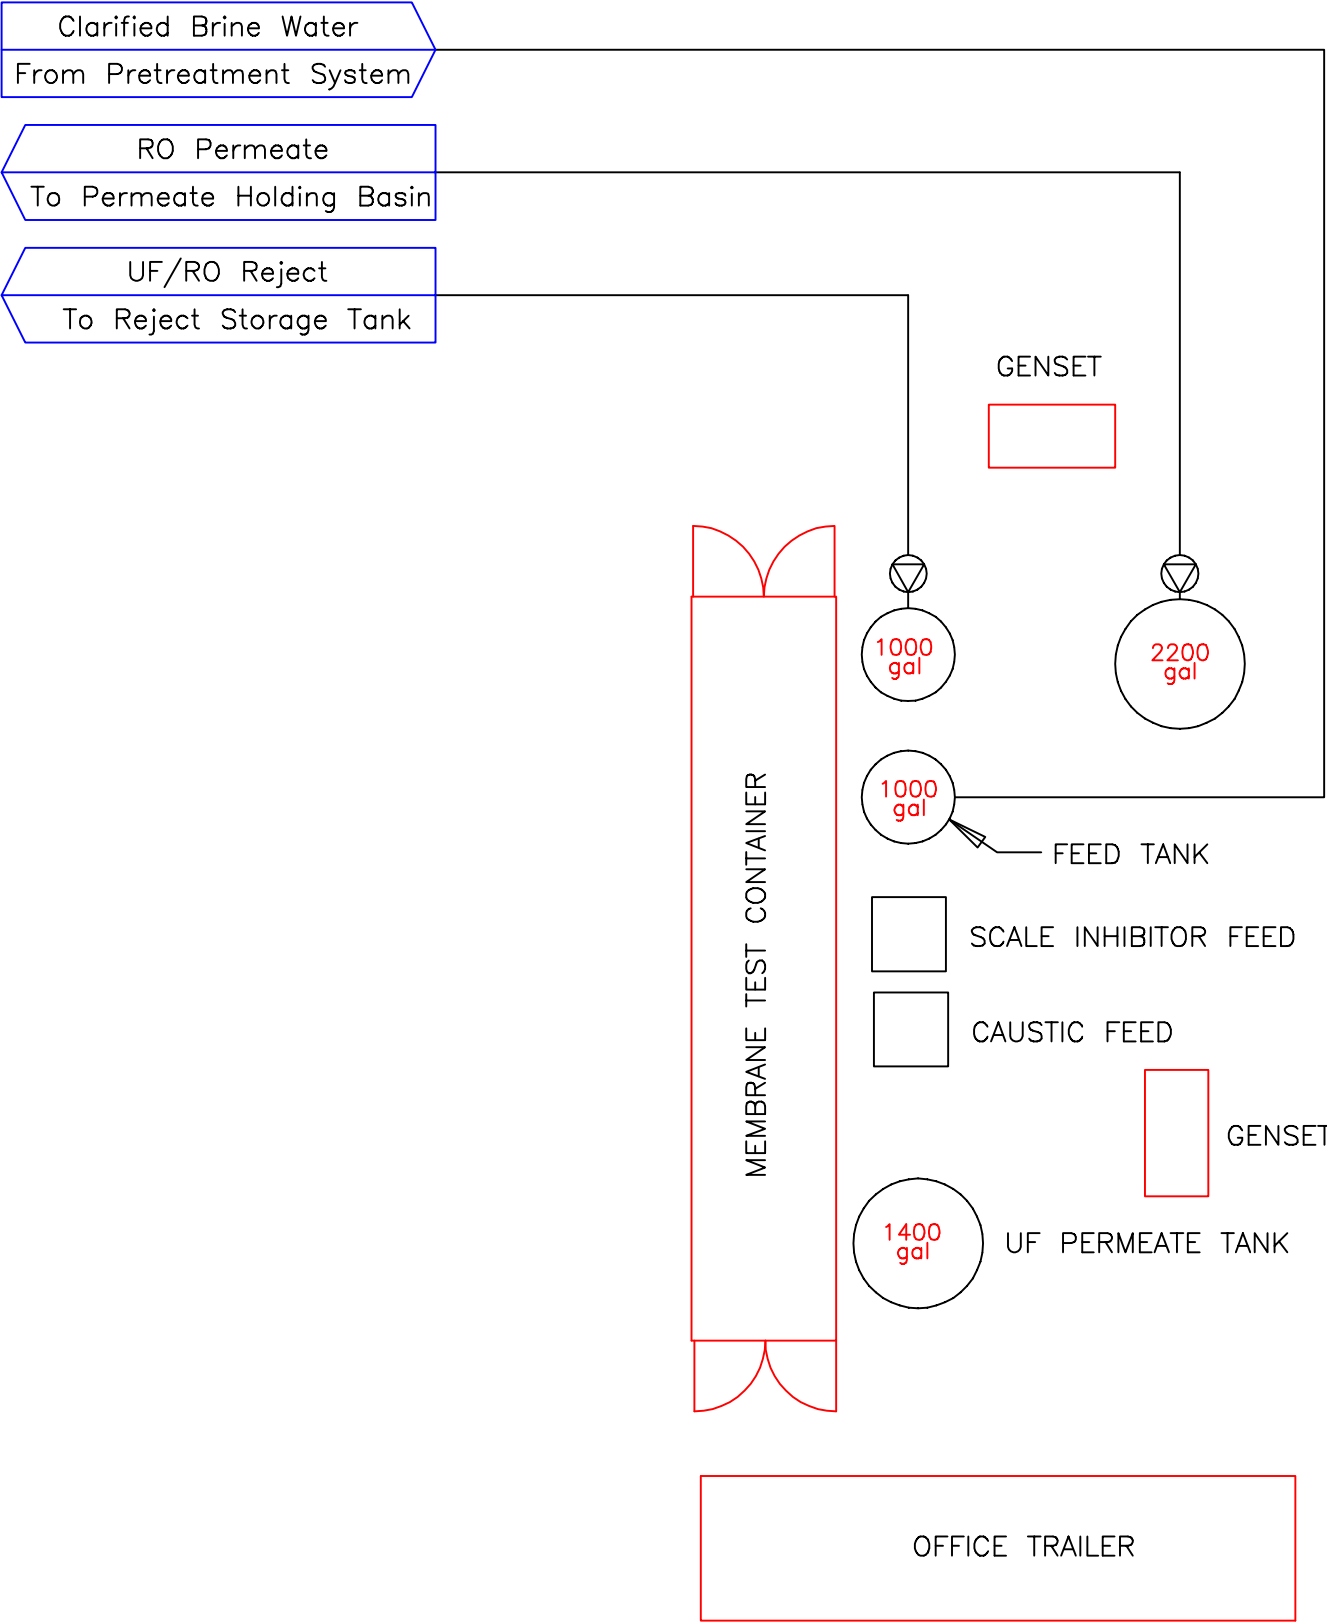 Clarified Brine Water
From Pretreatment System
RO Permeate
To Permeate Holding Basin
UF/RO Reject
To Reject Storage Tank
GENSET
1000
gal
2200
gal
1000
gal
FEED TANK
SCALE INHIBITOR FEED
CAUSTIC FEED
MEMBRANE TEST CONTAINER
GENSET
1400
gal
UF PERMEATE TANK
OFFICE TRAILER